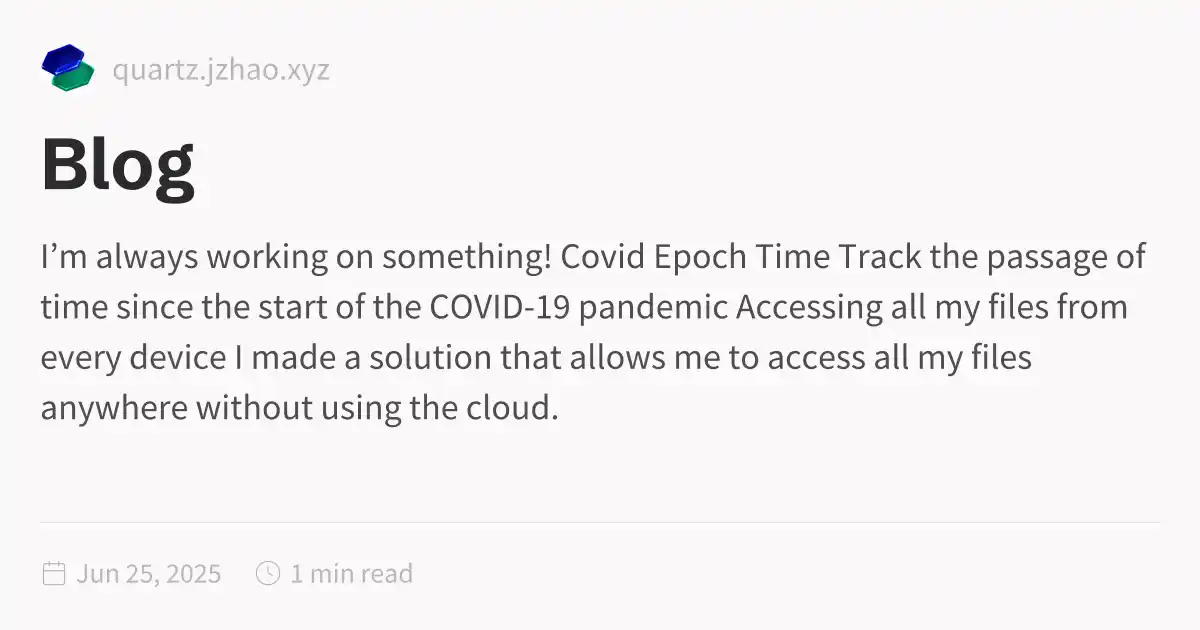 quartz.jzhao.xyz
Blog
I’m always working on something! Covid Epoch Time Track the passage of
time since the start of the COVID-19 pandemic Accessing all my files from
every device I made a solution that allows me to access all my files
anywhere without using the cloud.
Jun 25, 2025 1 min read